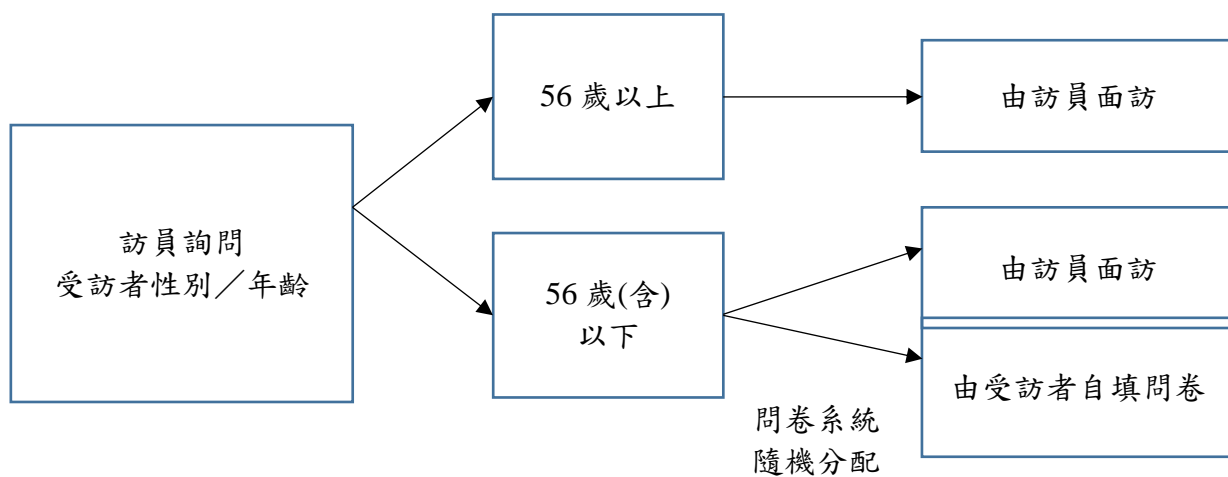 訪員詢問
受訪者性別／年齡
56 歲以上
由訪員面訪
56 歲(含)
以下
由訪員面訪
由受訪者自填問卷
問卷系統
隨機分配